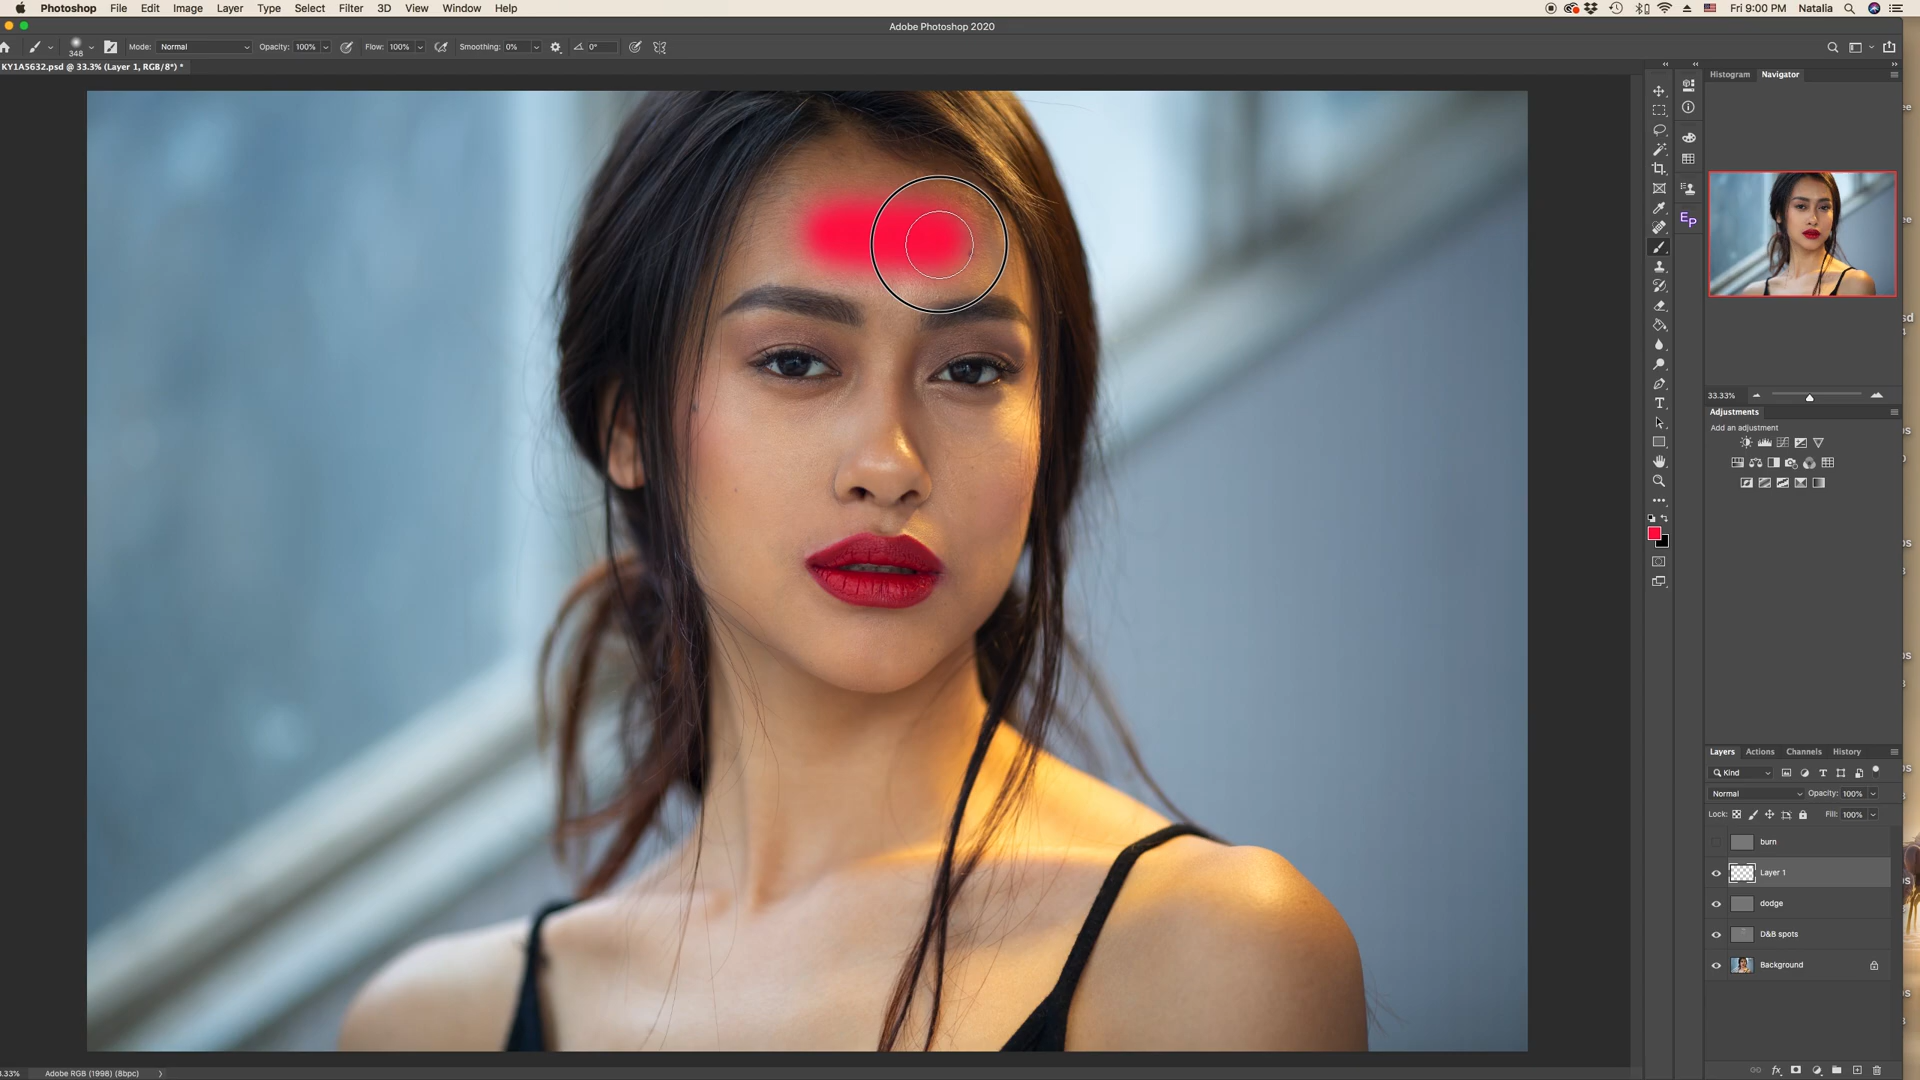 Photoshop File Edit Image Layer Type Select Filter 3D View Window Help Fri 9:00 PM Natalia
Adobe Photoshop 2020
348 Mode: Normal Opacity: 100% Flow: 100% Smoothing: 0% 0°
KY1A5632.psd @ 33.3% (Layer 1, RGB/8*) *
Histogram Navigator
EP
33.33%
Adjustments
Add an adjustment
Layers Actions Channels History
Kind
Normal Opacity: 100%
Lock: Fill: 100%
burn
Layer 1
dodge
D&B spots
Background
Adobe RGB (1998) (8bpc)